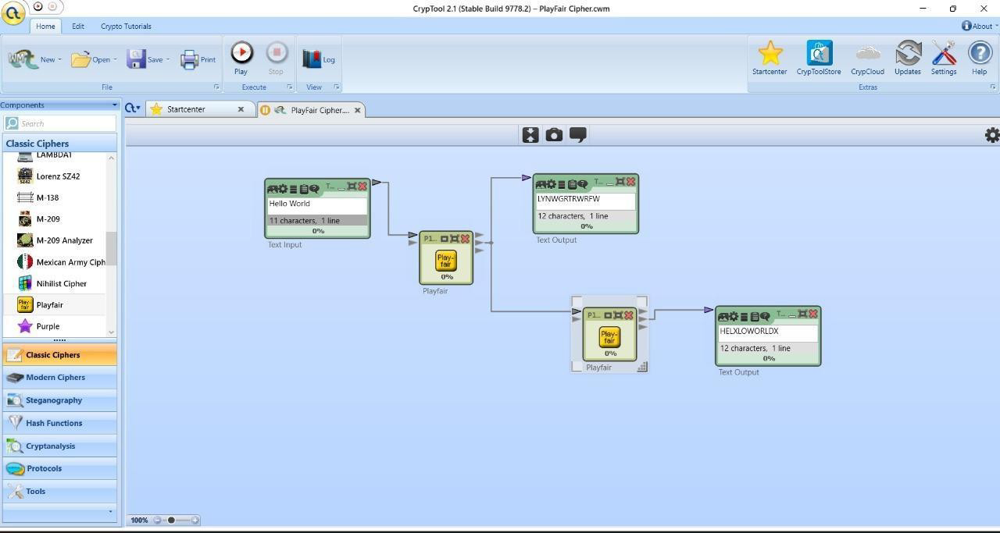 CrypTool 2.1 (Stable Build 9778.2) – PlayFair Cipher.cwm
Home Edit Crypto Tutorials About
New Open Save Print Play Stop Log Startcenter CrypToolStore CrypCloud Updates Settings Help
File Execute View Extras
Components
Startcenter PlayFair Cipher....
Search
Classic Ciphers
LAMBDA1
Lorenz SZ42
M-138
M-209
M-209 Analyzer
Mexican Army Ciph
Nihilist Cipher
Playfair
Purple
Classic Ciphers
Modern Ciphers
Steganography
Hash Functions
Cryptanalysis
Protocols
Tools
T...
Hello World
11 characters, 1 line
0%
Text Input
P1...
Play-
fair
0%
Playfair
T...
LYNWGRTRWRFW
12 characters, 1 line
0%
Text Output
P1...
Play-
fair
0%
Playfair
T...
HELXLOWORLDX
12 characters, 1 line
0%
Text Output
100%